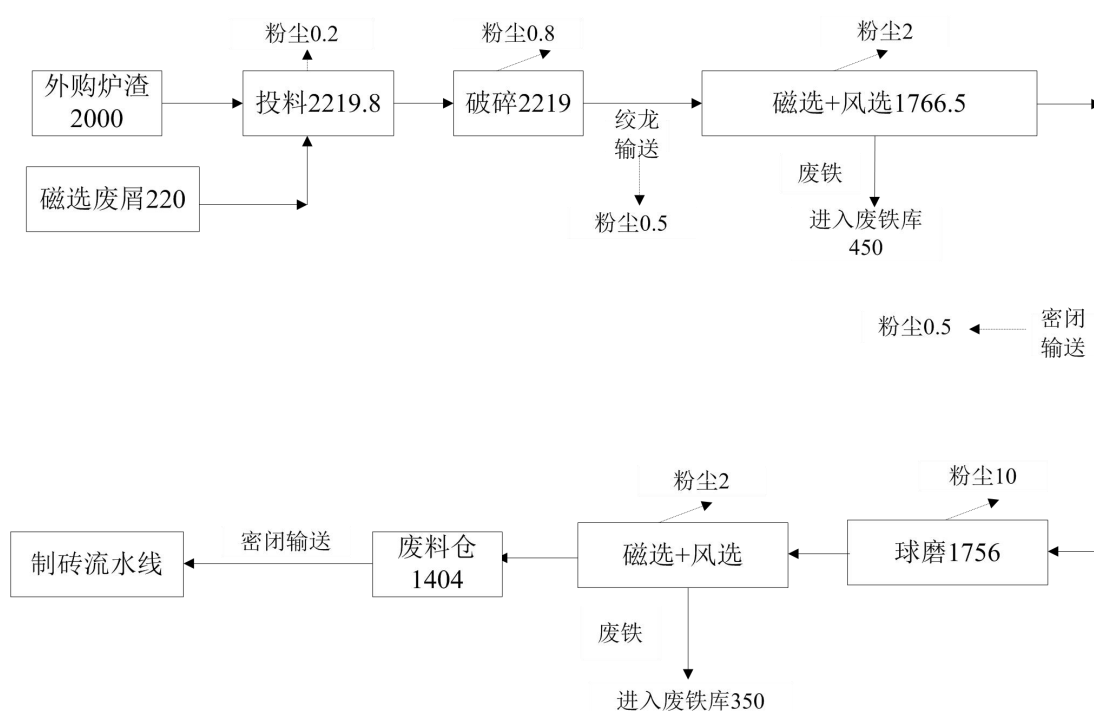 粉尘0.2
粉尘0.8
粉尘2
外购炉渣
2000
投料2219.8
破碎2219
磁选+风选1766.5
绞龙
输送
磁选废屑220
废铁
粉尘0.5
进入废铁库
450
粉尘0.5
密闭
输送
粉尘2
粉尘10
制砖流水线
密闭输送
废料仓
1404
磁选+风选
球磨1756
废铁
进入废铁库350